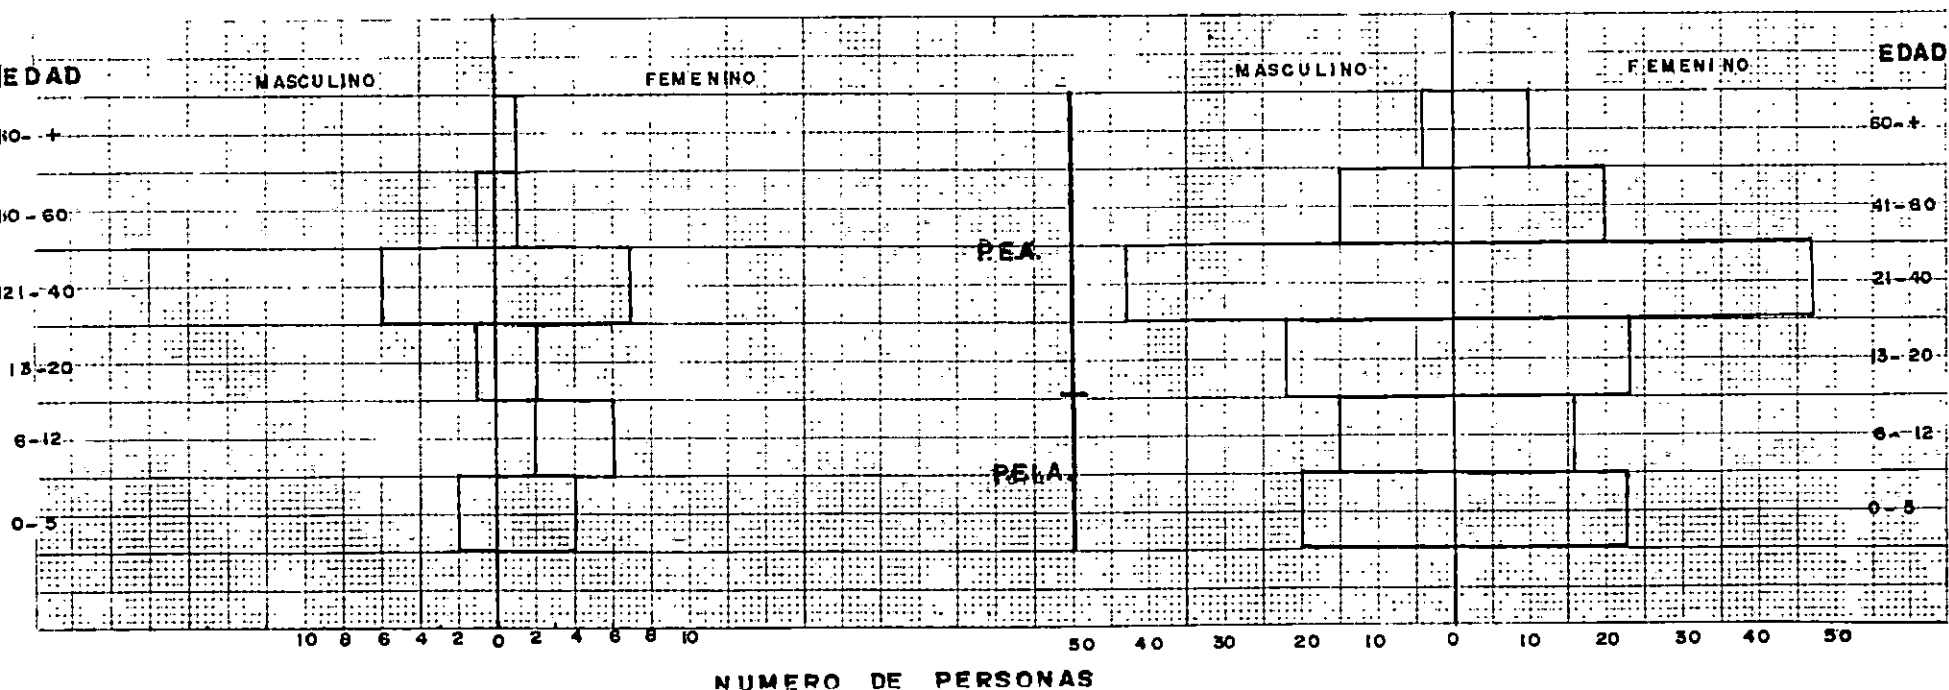 EDAD
MASCULINO
FEMENINO
MASCULINO
FEMENINO
EDAD
60-+
41-60
P.E.A.
21-40
21-40
13-20
13-20
6-12
6-12
0-5
0-5
10 8 6 4 2 0 2 4 6 8 10
50 40 30 20 10 0 10 20 30 40 50
NUMERO DE PERSONAS